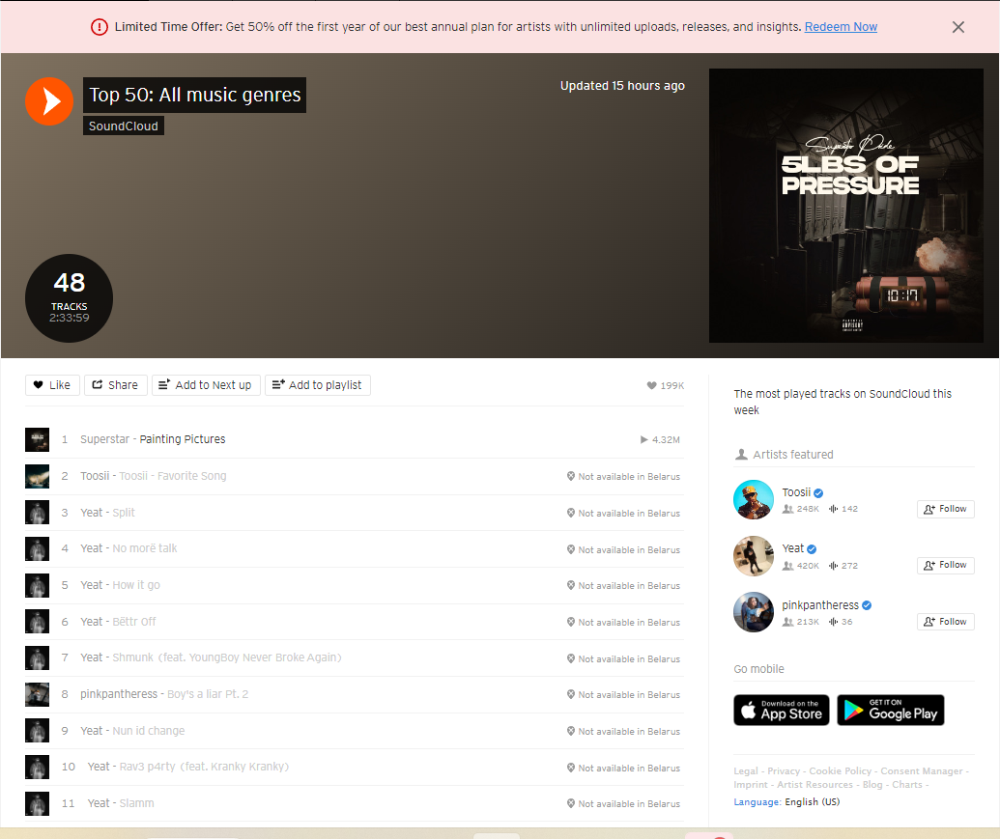 Limited Time Offer: Get 50% off the first year of our best annual plan for artists with unlimited uploads, releases, and insights. Redeem Now
Top 50: All music genres
SoundCloud
Updated 15 hours ago
Superstar Pride
5LBS OF
PRESSURE
10:17
PARENTAL
ADVISORY
EXPLICIT CONTENT
48
TRACKS
2:33:59
Like Share Add to Next up Add to playlist 199K
1 Superstar - Painting Pictures 4.32M
2 Toosii - Toosii - Favorite Song Not available in Belarus
3 Yeat - Split Not available in Belarus
4 Yeat - No morë talk Not available in Belarus
5 Yeat - How it go Not available in Belarus
6 Yeat - Bëttr Off Not available in Belarus
7 Yeat - Shmunk (feat. YoungBoy Never Broke Again) Not available in Belarus
8 pinkpantheress - Boy's a liar Pt. 2 Not available in Belarus
9 Yeat - Nun id change Not available in Belarus
10 Yeat - Rav3 p4rty (feat. Kranky Kranky) Not available in Belarus
11 Yeat - Slamm Not available in Belarus
The most played tracks on SoundCloud this
week
Artists featured
Toosii
248K 142 Follow
Yeat
420K 272 Follow
pinkpantheress
213K 36 Follow
Go mobile
Download on the
App Store
GET IT ON
Google Play
Legal - Privacy - Cookie Policy - Consent Manager -
Imprint - Artist Resources - Blog - Charts -
Language: English (US)